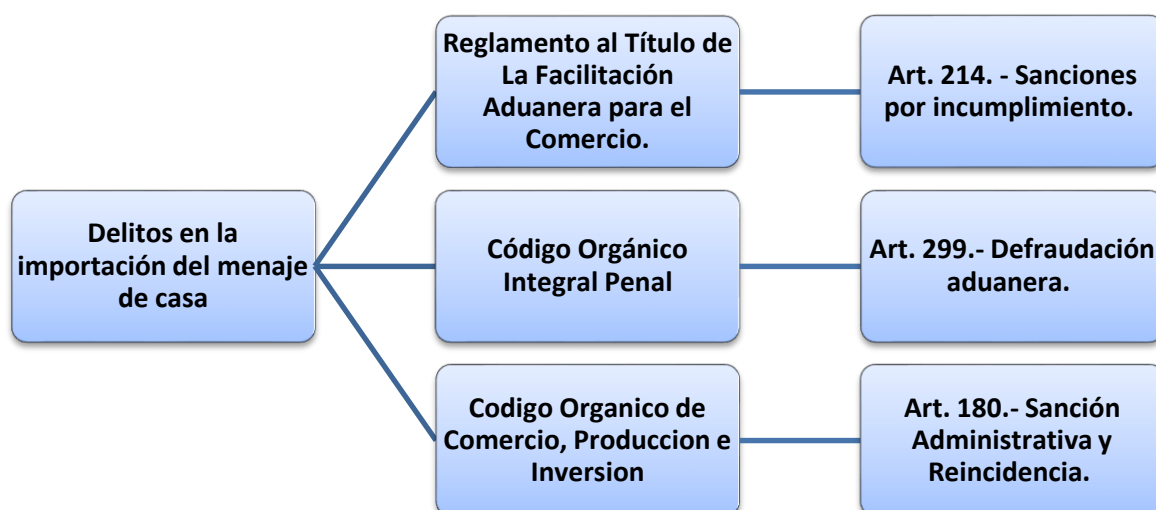 Reglamento al Título de
La Facilitación
Aduanera para el
Comercio.
Art. 214. - Sanciones
por incumplimiento.
Delitos en la
importación del menaje
de casa
Código Orgánico
Integral Penal
Art. 299.- Defraudación
aduanera.
Codigo Organico de
Comercio, Produccion e
Inversion
Art. 180.- Sanción
Administrativa y
Reincidencia.